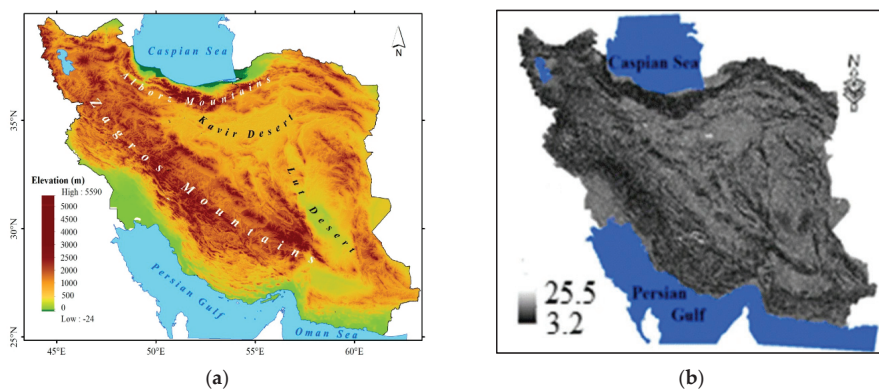 Caspian Sea
N
Alborz Mountains
35°N
Kavir Desert
Zagros Mountains
Elevation (m)
High : 5590
5000
4000
3500
3000
2500
2000
1500
1000
500
0
Low : -24
Lut Desert
30°N
Persian Gulf
Oman Sea
25°N
45°E
50°E
55°E
60°E
(a)
Caspian Sea
N
25.5
3.2
Persian
Gulf
(b)